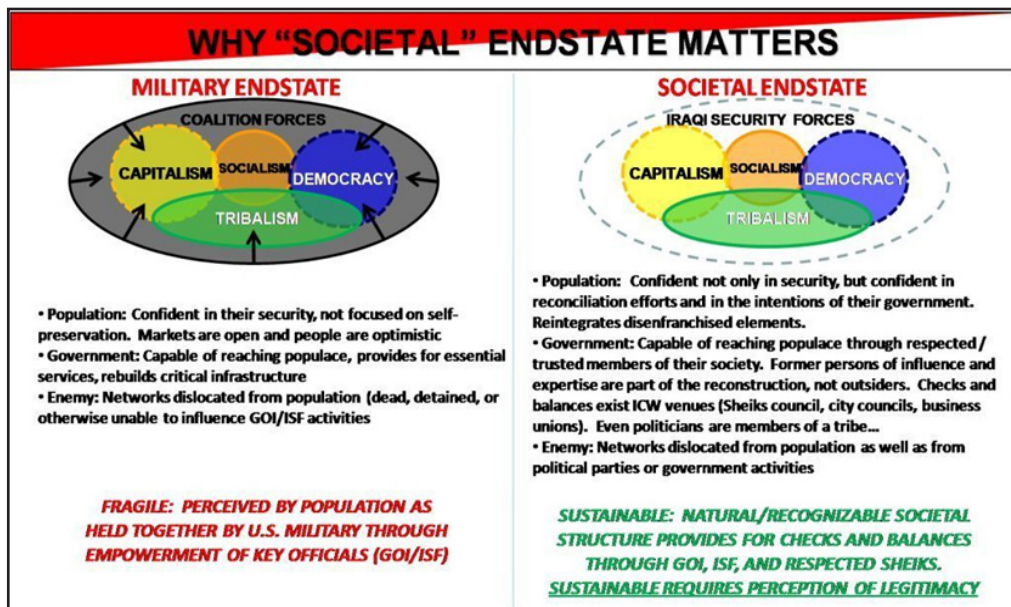 WHY “SOCIETAL” ENDSTATE MATTERS
MILITARY ENDSTATE
COALITION FORCES
CAPITALISM
SOCIALISM
DEMOCRACY
TRIBALISM
• Population: Confident in their security, not focused on self-
preservation. Markets are open and people are optimistic
• Government: Capable of reaching populace, provides for essential
services, rebuilds critical infrastructure
• Enemy: Networks dislocated from population (dead, detained, or
otherwise unable to influence GOI/ISF activities
FRAGILE: PERCEIVED BY POPULATION AS
HELD TOGETHER BY U.S. MILITARY THROUGH
EMPOWERMENT OF KEY OFFICIALS (GOI/ISF)
SOCIETAL ENDSTATE
IRAQI SECURITY FORCES
CAPITALISM
SOCIALISM
DEMOCRACY
TRIBALISM
• Population: Confident not only in security, but confident in
reconciliation efforts and in the intentions of their government.
Reintegrates disenfranchised elements.
• Government: Capable of reaching populace through respected /
trusted members of their society. Former persons of influence and
expertise are part of the reconstruction, not outsiders. Checks and
balances exist ICW venues (Sheiks council, city councils, business
unions). Even politicians are members of a tribe...
• Enemy: Networks dislocated from population as well as from
political parties or government activities
SUSTAINABLE: NATURAL/RECOGNIZABLE SOCIETAL
STRUCTURE PROVIDES FOR CHECKS AND BALANCES
THROUGH GOI, ISF, AND RESPECTED SHEIKS.
SUSTAINABLE REQUIRES PERCEPTION OF LEGITIMACY